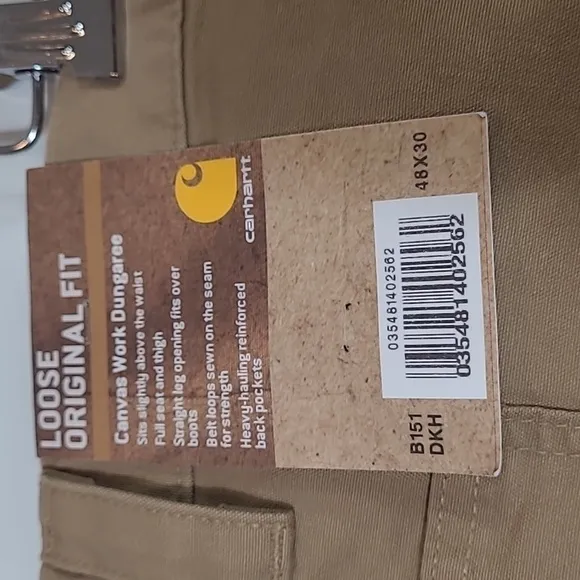 LOOSE
ORIGINAL FIT
Canvas Work Dungaree
Sits slightly above the waist
Full seat and thigh
Straight leg opening fits over
boots
Belt loops sewn on the seam
for strength
Heavy-hauling reinforced
back pockets
carhartt
035481402562
035481402562
B151
DKH
48X30